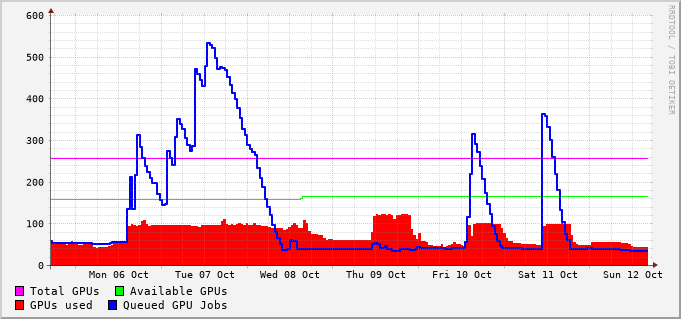 600
500
400
300
200
100
0
Mon 06 Oct Tue 07 Oct Wed 08 Oct Thu 09 Oct Fri 10 Oct Sat 11 Oct Sun 12 Oct
Total GPUs Available GPUs
GPUs used Queued GPU Jobs
RRDTOOL / TOBI OETIKER